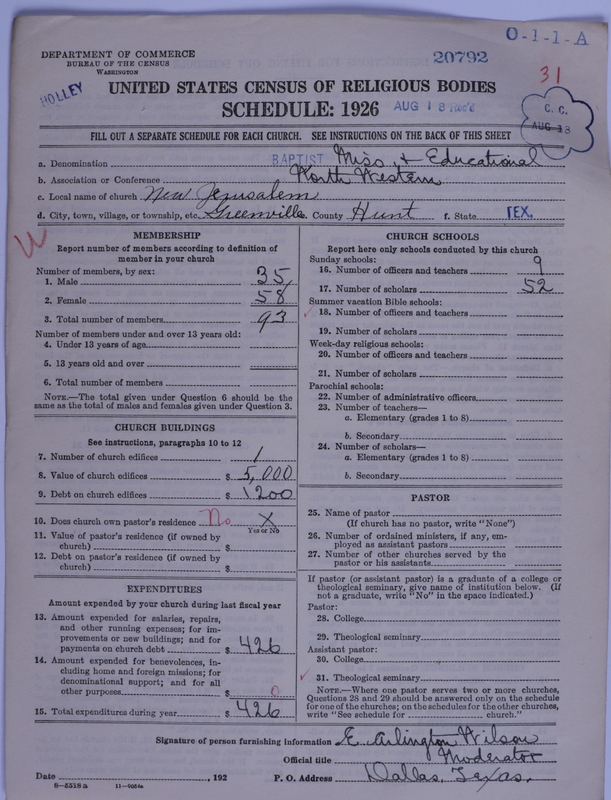 O-1-1-A
DEPARTMENT OF COMMERCE
BUREAU OF THE CENSUS
WASHINGTON
20792
HOLLEY
31
UNITED STATES CENSUS OF RELIGIOUS BODIES
SCHEDULE: 1926
AUG 18 Rec'd
C. C.
AUG 18
FILL OUT A SEPARATE SCHEDULE FOR EACH CHURCH. SEE INSTRUCTIONS ON THE BACK OF THIS SHEET
a. Denomination BAPTIST Miss. & Educational
b. Association or Conference North Western
c. Local name of church New Jerusalem
d. City, town, village, or township, etc. Greenville County Hunt f. State TEX.
MEMBERSHIP
Report number of members according to definition of
member in your church
Number of members, by sex:
1. Male 35
2. Female 58
3. Total number of members 93
Number of members under and over 13 years old:
4. Under 13 years of age
5. 13 years old and over
6. Total number of members
NOTE.—The total given under Question 6 should be the
same as the total of males and females given under Question 3.
CHURCH BUILDINGS
See instructions, paragraphs 10 to 12
7. Number of church edifices 1
8. Value of church edifices $ 5,000
9. Debt on church edifices $ 1200
10. Does church own pastor's residence No X
Yes or No
11. Value of pastor's residence (if owned by
church) $
12. Debt on pastor's residence (if owned by
church) $
EXPENDITURES
Amount expended by your church during last fiscal year
13. Amount expended for salaries, repairs,
and other running expenses; for im-
provements or new buildings; and for
payments on church debt $ 426
14. Amount expended for benevolences, in-
cluding home and foreign missions; for
denominational support; and for all
other purposes $ 0
15. Total expenditures during year $ 426
CHURCH SCHOOLS
Report here only schools conducted by this church
Sunday schools:
16. Number of officers and teachers 9
17. Number of scholars 52
Summer vacation Bible schools:
18. Number of officers and teachers
19. Number of scholars
Week-day religious schools:
20. Number of officers and teachers
21. Number of scholars
Parochial schools:
22. Number of administrative officers
23. Number of teachers—
a. Elementary (grades 1 to 8)
b. Secondary
24. Number of scholars—
a. Elementary (grades 1 to 8)
b. Secondary
PASTOR
25. Name of pastor
(If church has no pastor, write "None")
26. Number of ordained ministers, if any, em-
ployed as assistant pastors
27. Number of other churches served by the
pastor or his assistants
If pastor (or assistant pastor) is a graduate of a college or
theological seminary, give name of institution below. (If
not a graduate, write "No" in the space indicated.)
Pastor:
28. College
29. Theological seminary
Assistant pastor:
30. College
31. Theological seminary
NOTE.—Where one pastor serves two or more churches,
Questions 28 and 29 should be answered only on the schedule
for one of the churches; on the schedules for the other churches,
write "See schedule for church."
Signature of person furnishing information E. Arlington Wilson
Official title Moderator
Date , 192 P. O. Address Dallas, Texas.
8—5518a 11—9054a